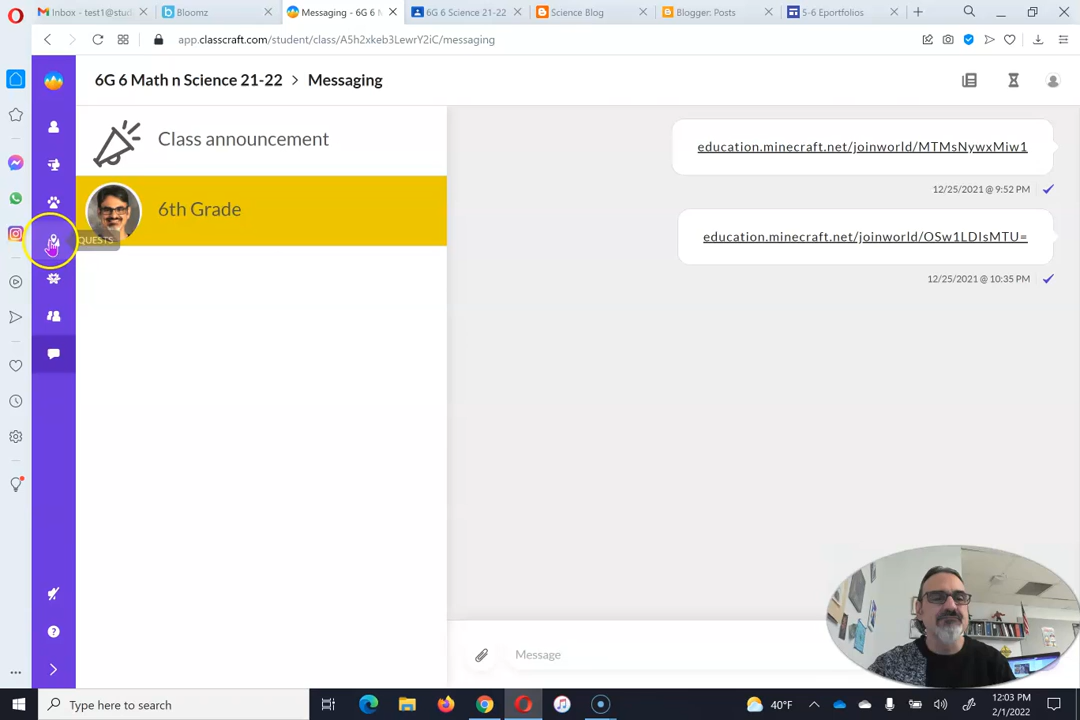 Inbox - test1@stud
Bloomz
Messaging - 6G 6 M
6G 6 Science 21-22
Science Blog
Blogger: Posts
5-6 Eportfolios
app.classcraft.com/student/class/A5h2xkeb3LewrY2iC/messaging
6G 6 Math n Science 21-22 > Messaging
Class announcement
education.minecraft.net/joinworld/MTMsNywxMiw1
12/25/2021 @ 9:52 PM
6th Grade
education.minecraft.net/joinworld/OSw1LDIsMTU=
QUESTS
12/25/2021 @ 10:35 PM
Message
Type here to search
40°F
12:03 PM
2/1/2022